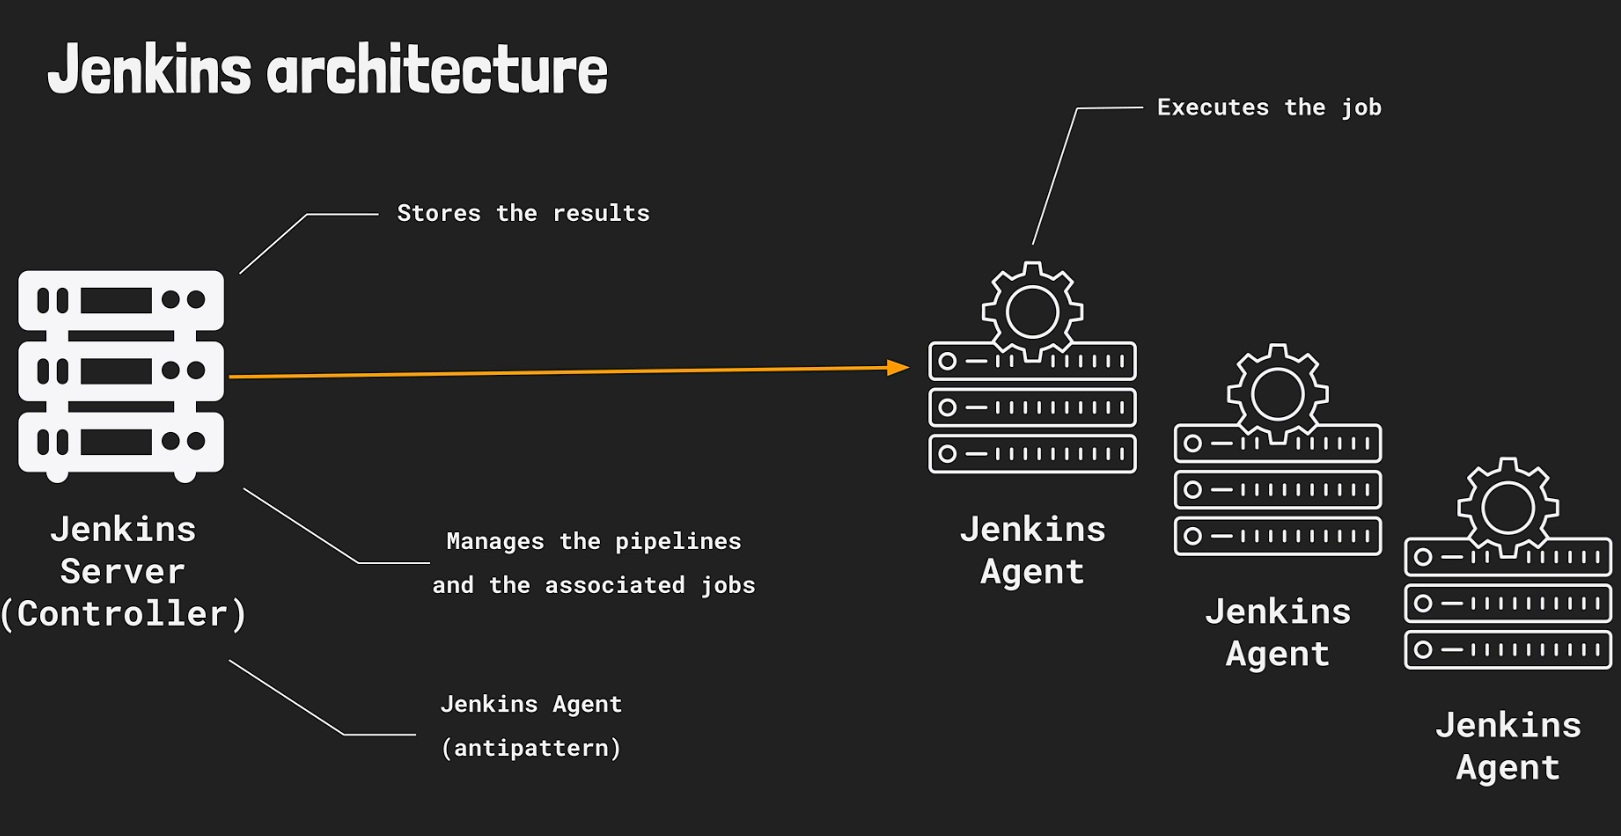 Jenkins architecture
Executes the job
Stores the results
Jenkins
Server
(Controller)
Manages the pipelines
and the associated jobs
Jenkins Agent
(antipattern)
Jenkins
Agent
Jenkins
Agent
Jenkins
Agent